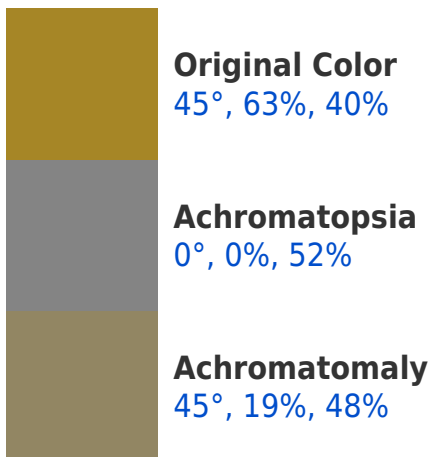 Original Color
45°, 63%, 40%
Achromatopsia
0°, 0%, 52%
Achromatomaly
45°, 19%, 48%